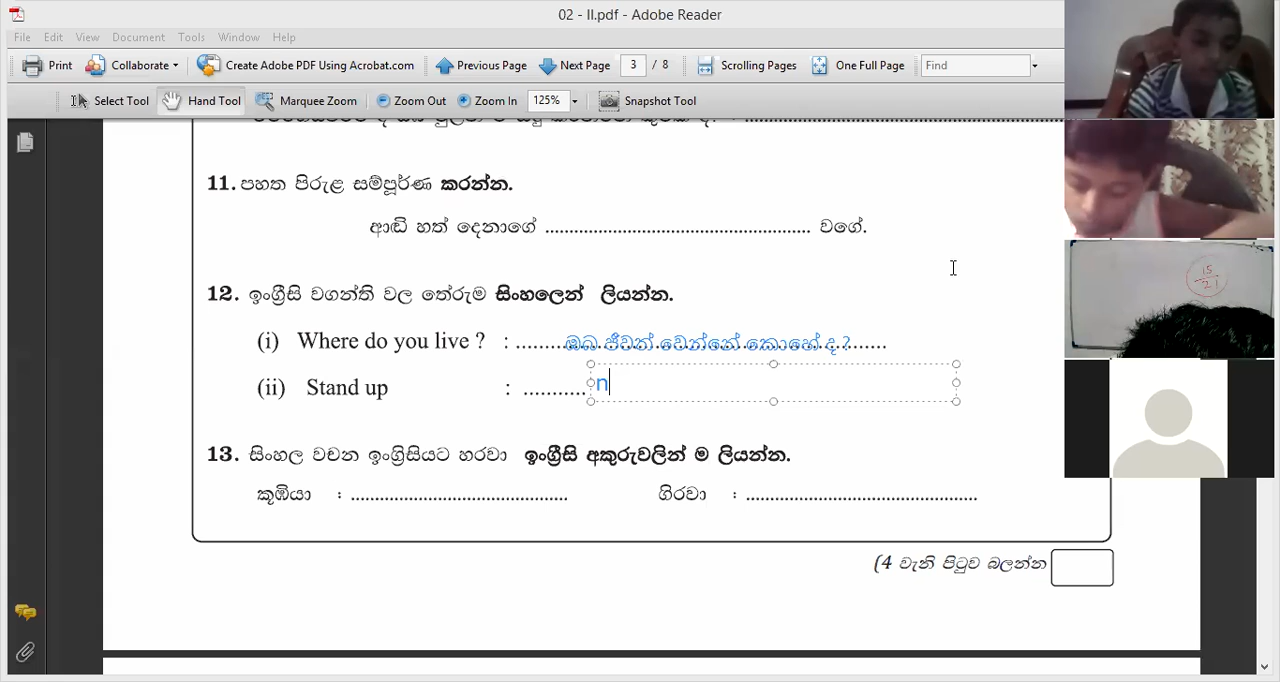 02 - II.pdf - Adobe Reader
File Edit View Document Tools Window Help
Print Collaborate Create Adobe PDF Using Acrobat.com Previous Page Next Page 3 / 8 Scrolling Pages One Full Page Find
Select Tool Hand Tool Marquee Zoom Zoom Out Zoom In 125% Snapshot Tool
11. පහත පිරුළ සම්පූර්ණ කරන්න.
ආඬි හත් දෙනාගේ ...................................................... වගේ.
12. ඉංග්‍රීසි වගන්ති වල තේරුම සිංහලෙන් ලියන්න.
(i) Where do you live ? : ඔබ ජීවත් වෙන්නේ කොහේ ද ?
(ii) Stand up : ........... n
13. සිංහල වචන ඉංග්‍රිසියට හරවා ඉංග්‍රීසි අකුරුවලින් ම ලියන්න.
කූඹියා : ............................................ ගිරවා : ...............................................
(4 වැනි පිටුව බලන්න
15
21